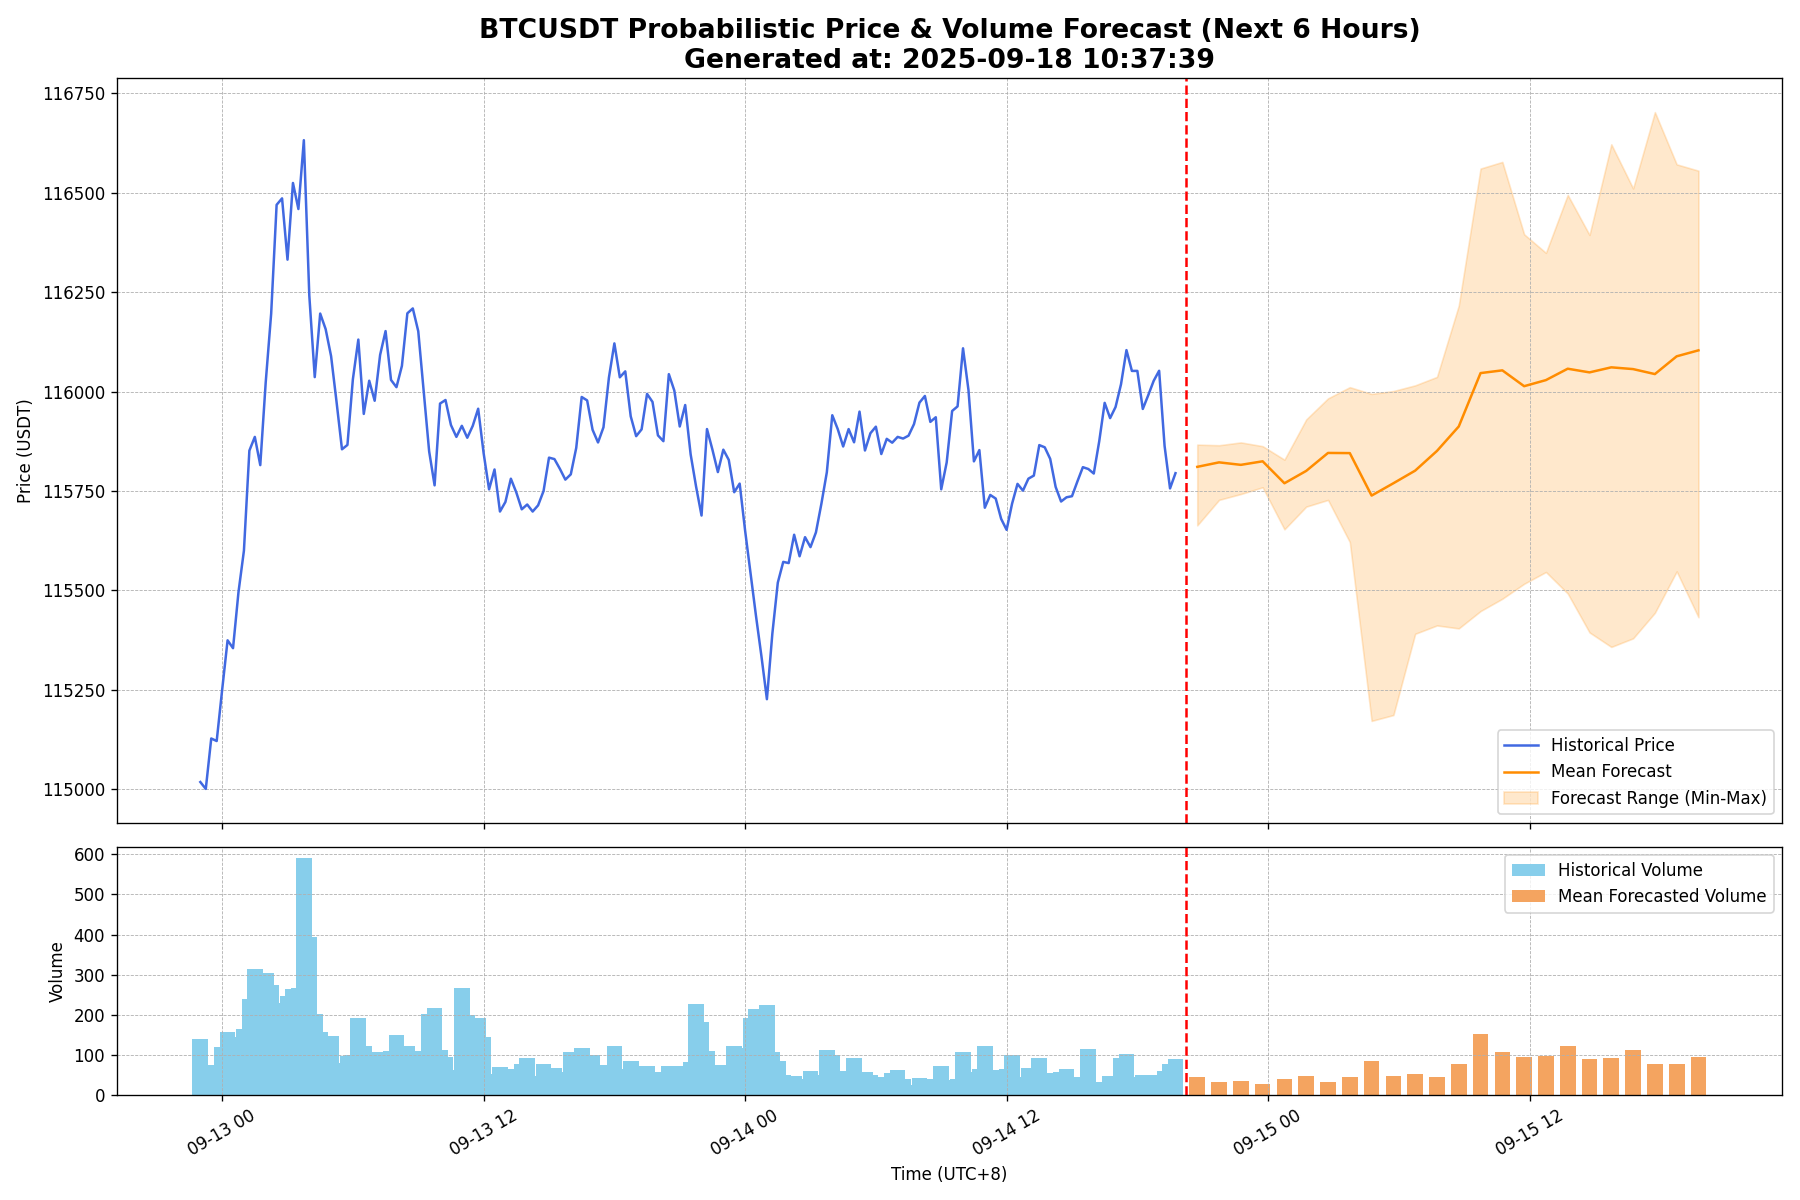 BTCUSDT Probabilistic Price & Volume Forecast (Next 6 Hours)
Generated at: 2025-09-18 10:37:39
116750
116500
116250
116000
115750
115500
115250
115000
Price (USDT)
Historical Price
Mean Forecast
Forecast Range (Min-Max)
600
500
400
300
200
100
0
Volume
Historical Volume
Mean Forecasted Volume
09-13 00
09-13 12
09-14 00
09-14 12
09-15 00
09-15 12
Time (UTC+8)